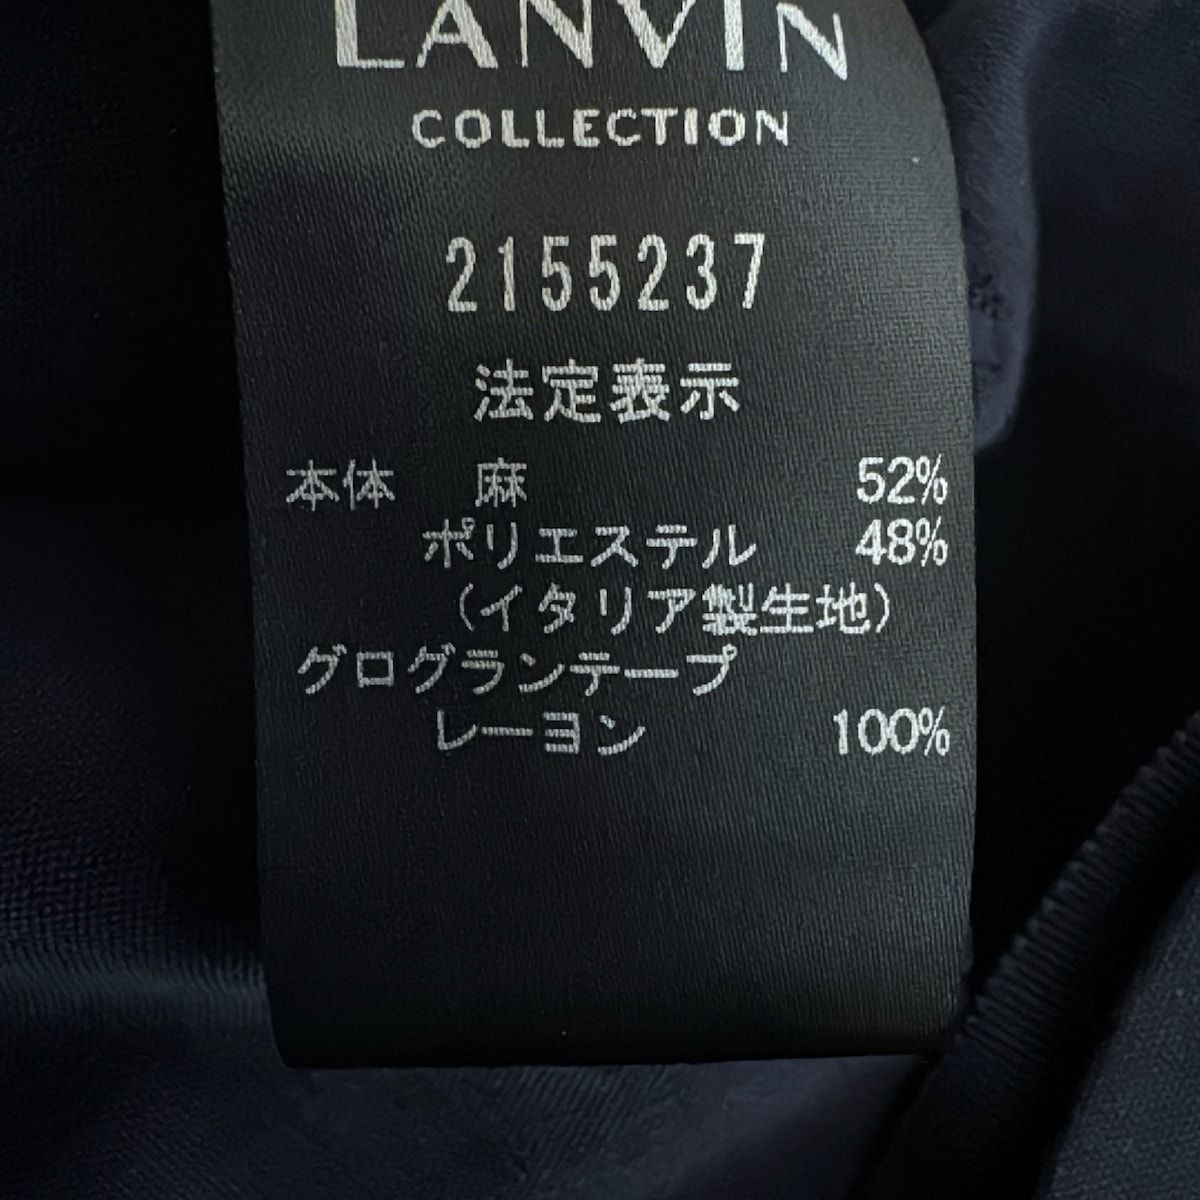 LANVIN
COLLECTION
2155237
法定表示
本体 麻 52%
ポリエステル 48%
(イタリア製生地)
グログランテープ
レーヨン 100%